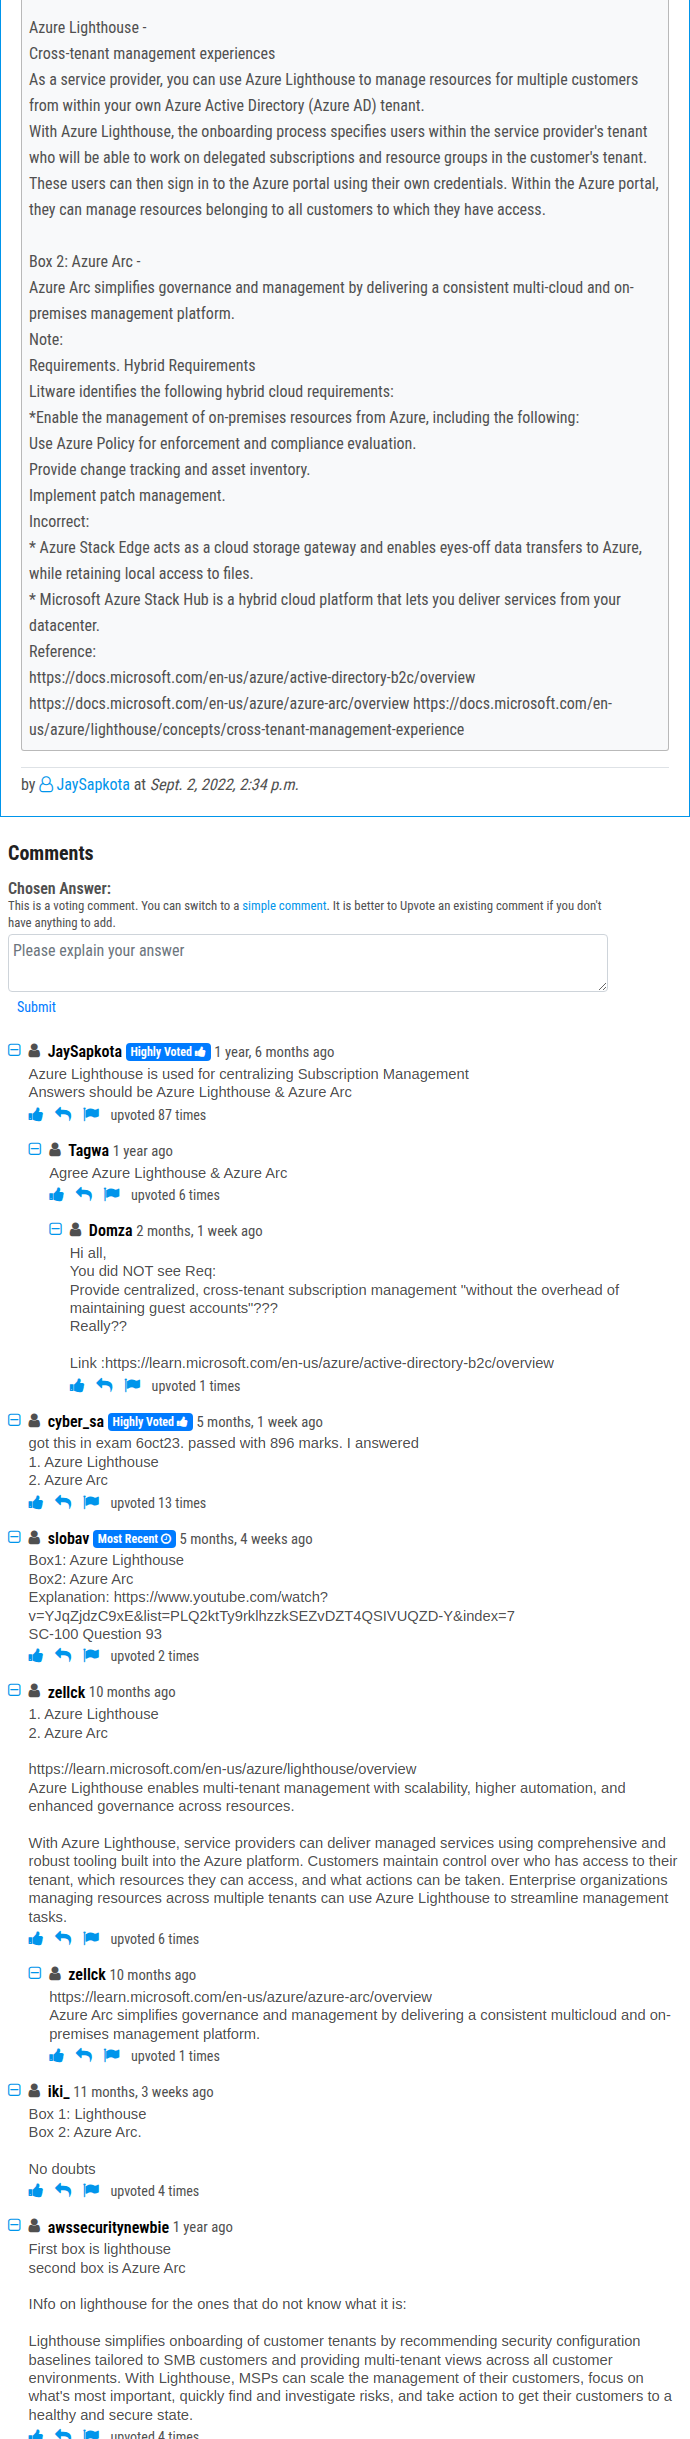 Azure Lighthouse -
Cross-tenant management experiences
As a service provider, you can use Azure Lighthouse to manage resources for multiple customers
from within your own Azure Active Directory (Azure AD) tenant.
With Azure Lighthouse, the onboarding process specifies users within the service provider's tenant
who will be able to work on delegated subscriptions and resource groups in the customer's tenant.
These users can then sign in to the Azure portal using their own credentials. Within the Azure portal,
they can manage resources belonging to all customers to which they have access.
Box 2: Azure Arc -
Azure Arc simplifies governance and management by delivering a consistent multi-cloud and on-
premises management platform.
Note:
Requirements. Hybrid Requirements
Litware identifies the following hybrid cloud requirements:
*Enable the management of on-premises resources from Azure, including the following:
Use Azure Policy for enforcement and compliance evaluation.
Provide change tracking and asset inventory.
Implement patch management.
Incorrect:
* Azure Stack Edge acts as a cloud storage gateway and enables eyes-off data transfers to Azure,
while retaining local access to files.
* Microsoft Azure Stack Hub is a hybrid cloud platform that lets you deliver services from your
datacenter.
Reference:
https://docs.microsoft.com/en-us/azure/active-directory-b2c/overview
https://docs.microsoft.com/en-us/azure/azure-arc/overview https://docs.microsoft.com/en-
us/azure/lighthouse/concepts/cross-tenant-management-experience
by JaySapkota at Sept. 2, 2022, 2:34 p.m.
Comments
Chosen Answer:
This is a voting comment. You can switch to a simple comment. It is better to Upvote an existing comment if you don't
have anything to add.
Please explain your answer
Submit
JaySapkota Highly Voted 1 year, 6 months ago
Azure Lighthouse is used for centralizing Subscription Management
Answers should be Azure Lighthouse & Azure Arc
upvoted 87 times
Tagwa 1 year ago
Agree Azure Lighthouse & Azure Arc
upvoted 6 times
Domza 2 months, 1 week ago
Hi all,
You did NOT see Req:
Provide centralized, cross-tenant subscription management "without the overhead of
maintaining guest accounts"???
Really??
Link :https://learn.microsoft.com/en-us/azure/active-directory-b2c/overview
upvoted 1 times
cyber_sa Highly Voted 5 months, 1 week ago
got this in exam 6oct23. passed with 896 marks. I answered
1. Azure Lighthouse
2. Azure Arc
upvoted 13 times
slobav Most Recent 5 months, 4 weeks ago
Box1: Azure Lighthouse
Box2: Azure Arc
Explanation: https://www.youtube.com/watch?
v=YJqZjdzC9xE&list=PLQ2ktTy9rklhzzkSEZvDZT4QSIVUQZD-Y&index=7
SC-100 Question 93
upvoted 2 times
zellck 10 months ago
1. Azure Lighthouse
2. Azure Arc
https://learn.microsoft.com/en-us/azure/lighthouse/overview
Azure Lighthouse enables multi-tenant management with scalability, higher automation, and
enhanced governance across resources.
With Azure Lighthouse, service providers can deliver managed services using comprehensive and
robust tooling built into the Azure platform. Customers maintain control over who has access to their
tenant, which resources they can access, and what actions can be taken. Enterprise organizations
managing resources across multiple tenants can use Azure Lighthouse to streamline management
tasks.
upvoted 6 times
zellck 10 months ago
https://learn.microsoft.com/en-us/azure/azure-arc/overview
Azure Arc simplifies governance and management by delivering a consistent multicloud and on-
premises management platform.
upvoted 1 times
iki_ 11 months, 3 weeks ago
Box 1: Lighthouse
Box 2: Azure Arc.
No doubts
upvoted 4 times
awssecuritynewbie 1 year ago
First box is lighthouse
second box is Azure Arc
INfo on lighthouse for the ones that do not know what it is:
Lighthouse simplifies onboarding of customer tenants by recommending security configuration
baselines tailored to SMB customers and providing multi-tenant views across all customer
environments. With Lighthouse, MSPs can scale the management of their customers, focus on
what's most important, quickly find and investigate risks, and take action to get their customers to a
healthy and secure state.
upvoted 4 times